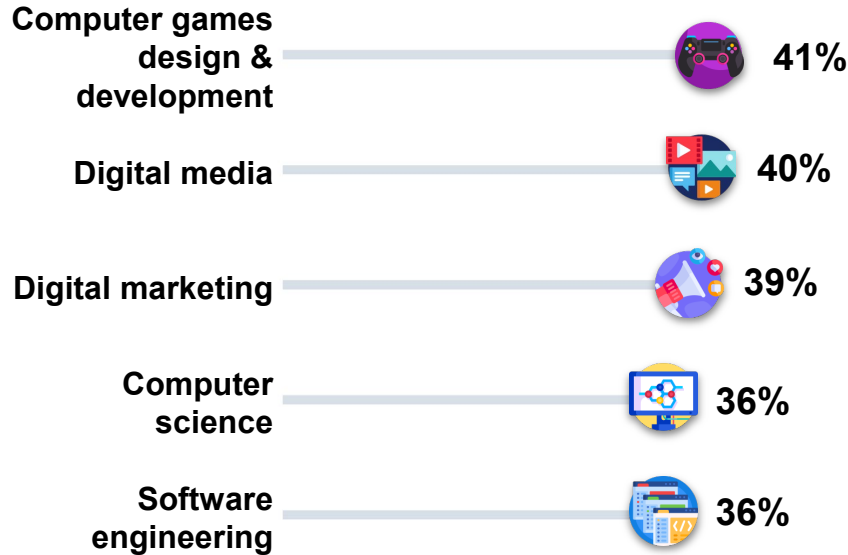 Computer games
design &
development
41%
Digital media
40%
Digital marketing
39%
Computer
science
36%
Software
engineering
36%